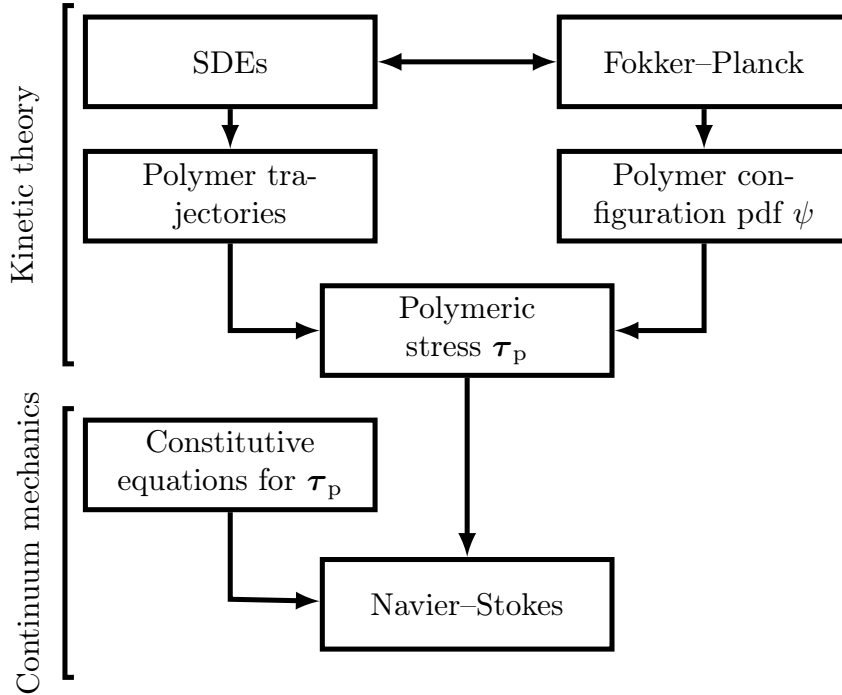 Kinetic theory
SDEs
Fokker–Planck
Polymer tra-
jectories
Polymer con-
figuration pdf ψ
Polymeric
stress τp
Continuum mechanics
Constitutive
equations for τp
Navier–Stokes